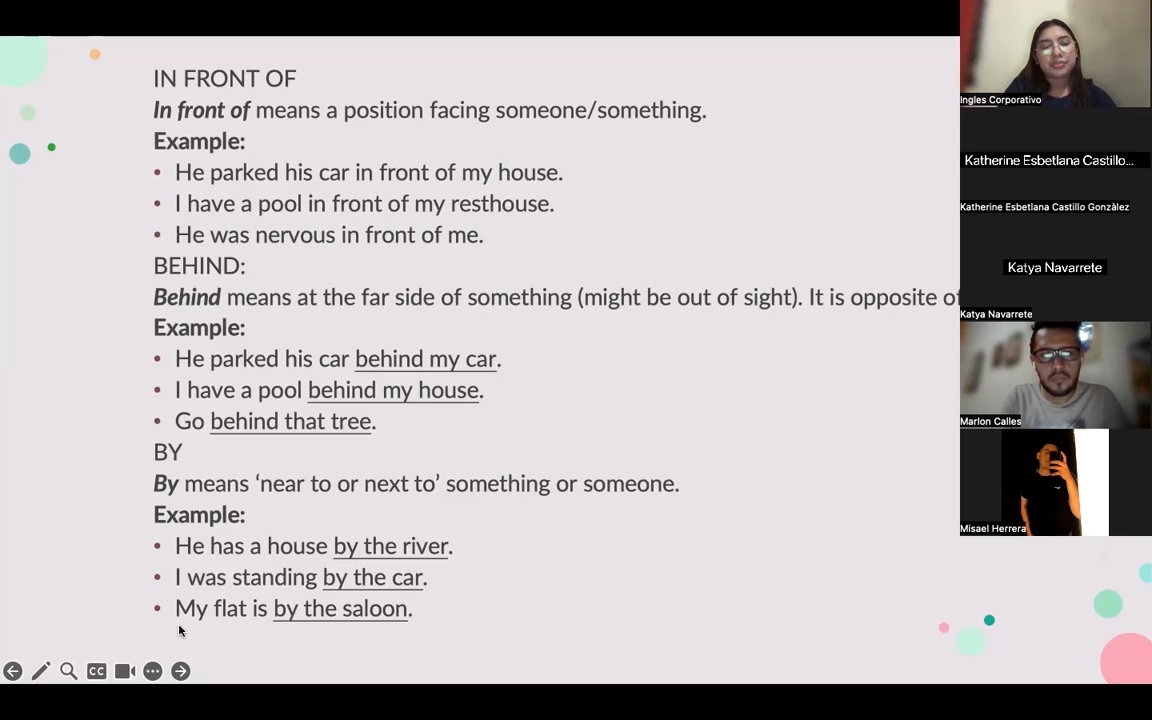 IN FRONT OF
In front of means a position facing someone/something.
Example:
• He parked his car in front of my house.
• I have a pool in front of my resthouse.
• He was nervous in front of me.
BEHIND:
Behind means at the far side of something (might be out of sight). It is opposite of
Example:
• He parked his car behind my car.
• I have a pool behind my house.
• Go behind that tree.
BY
By means ‘near to or next to’ something or someone.
Example:
• He has a house by the river.
• I was standing by the car.
• My flat is by the saloon.
CC
Ingles Corporativo
Katherine Esbetlana Castillo...
Katherine Esbetlana Castillo Gonzàlez
Katya Navarrete
Katya Navarrete
Marlon Calles
Misael Herrera